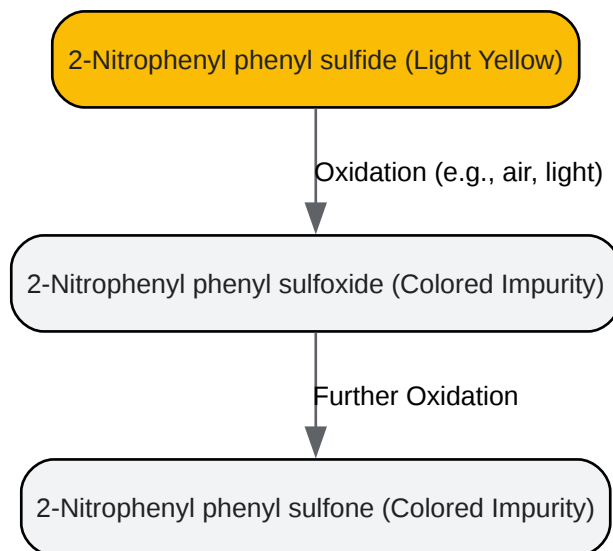 2-Nitrophenyl phenyl sulfide (Light Yellow)
Oxidation (e.g., air, light)
2-Nitrophenyl phenyl sulfoxide (Colored Impurity)
Further Oxidation
2-Nitrophenyl phenyl sulfone (Colored Impurity)